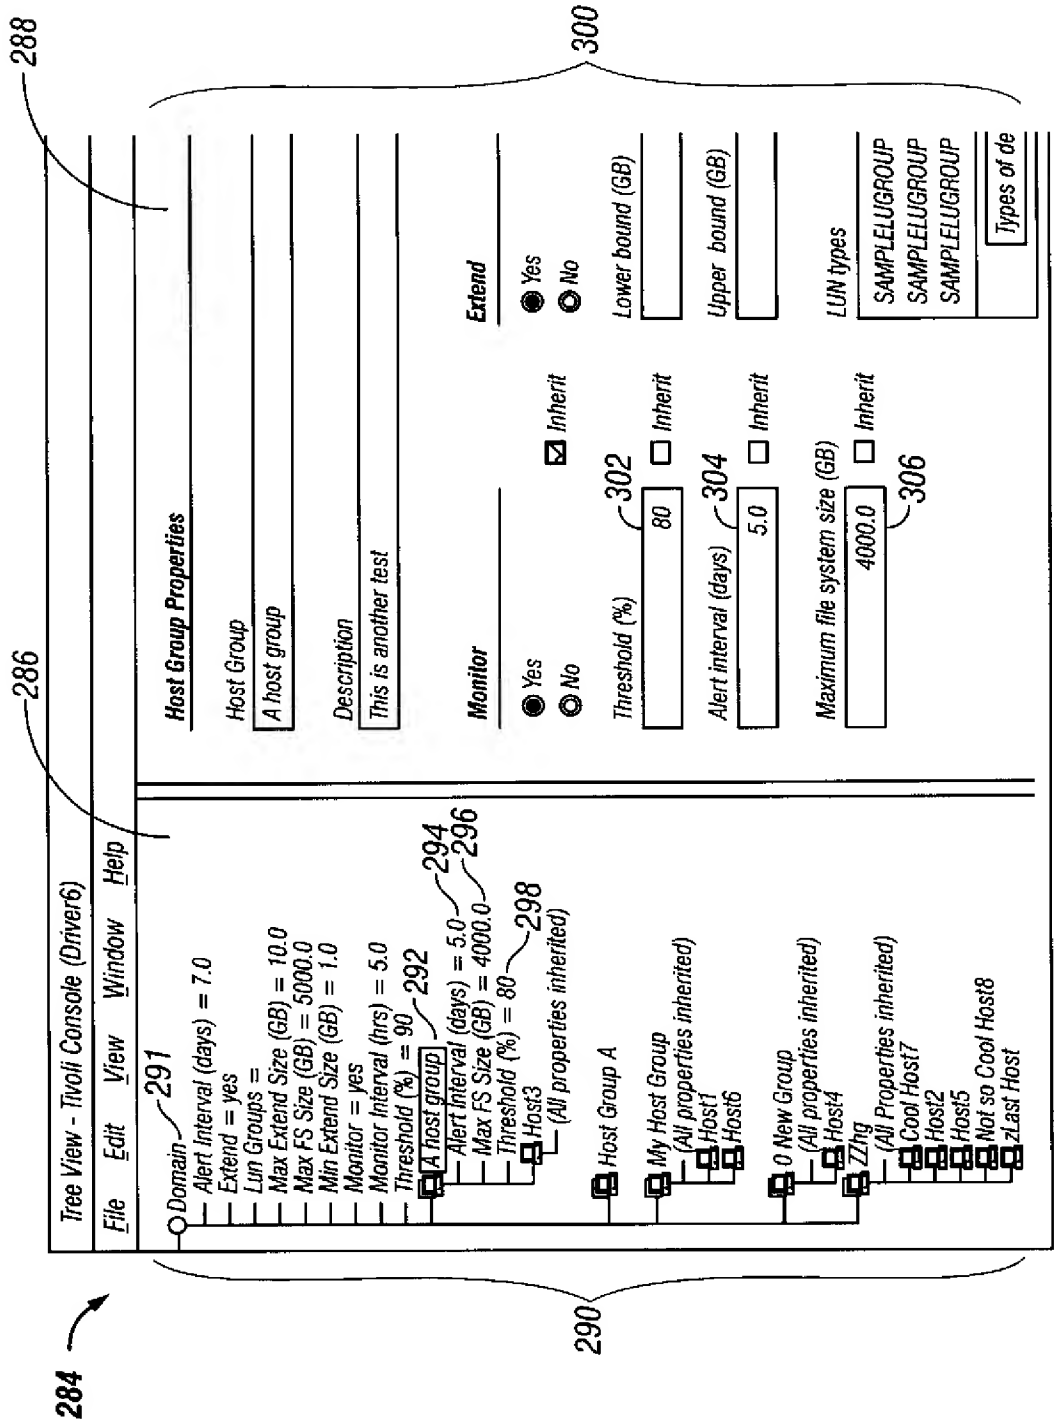 284
286
288
Tree View - Tivoli Console (Driver6)
File Edit View Window Help
290
Domain 291
Alert Interval (days) = 7.0
Extend = yes
Lun Groups =
Max Extend Size (GB) = 10.0
Max FS Size (GB) = 5000.0
Min Extend Size (GB) = 1.0
Monitor = yes
Monitor Interval (hrs) = 5.0
Threshold (%) = 90
A host group 292
Alert Interval (days) = 5.0 294
Max FS Size (GB) = 4000.0 296
Threshold (%) = 80 298
Host3
(All properties inherited)
Host Group A
My Host Group
(All properties inherited)
Host1
Host6
O New Group
(All properties inherited)
Host4
ZZhg
(All Properties inherited)
Cool Host7
Host2
Host5
Not so Cool Host8
zLast Host
Host Group Properties
Host Group
A host group
Description
This is another test
Monitor
Yes
No
Inherit
Threshold (%) 302
80
Inherit
Alert interval (days) 304
5.0
Inherit
Maximum file system size (GB)
4000.0
Inherit
306
Extend
Yes
No
Lower bound (GB)
Upper bound (GB)
LUN types
SAMPLELUGROUP
SAMPLELUGROUP
SAMPLELUGROUP
Types of de
300